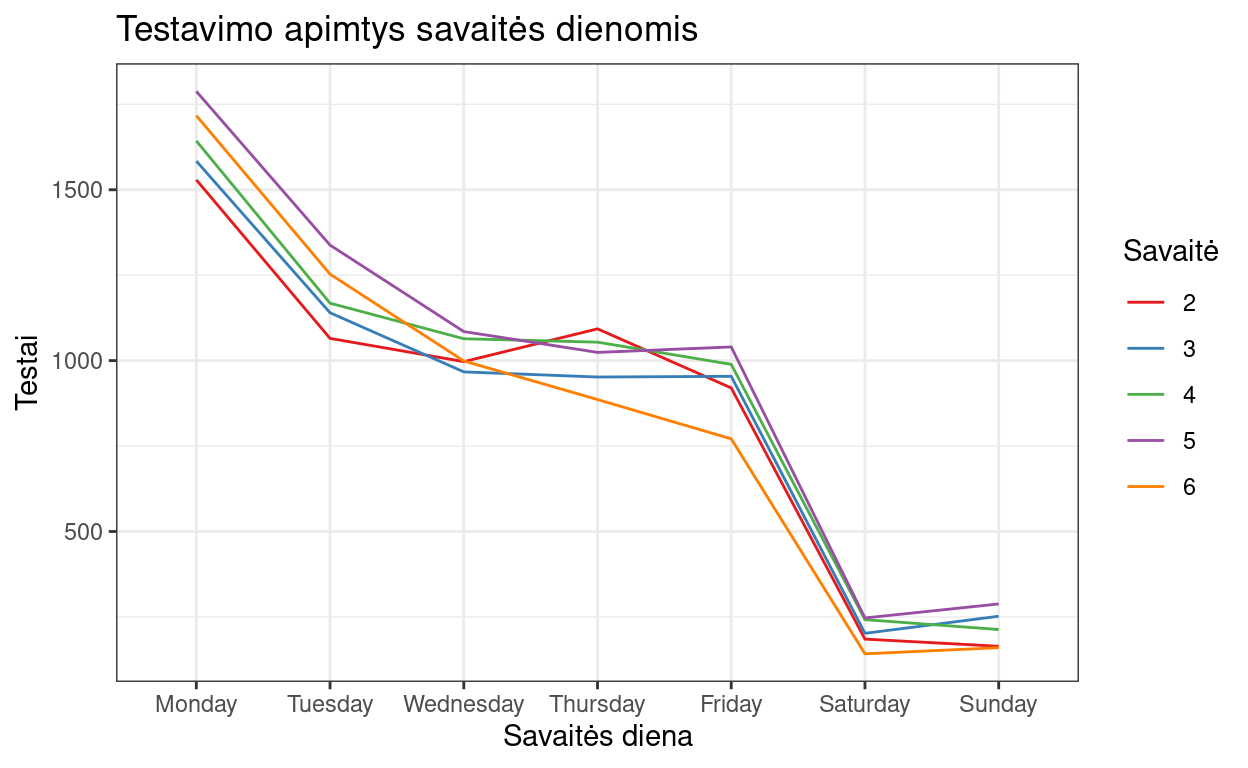 Testavimo apimtys savaitės dienomis
Testai
1500
1000
500
Monday Tuesday Wednesday Thursday Friday Saturday Sunday
Savaitės diena
Savaitė
2
3
4
5
6